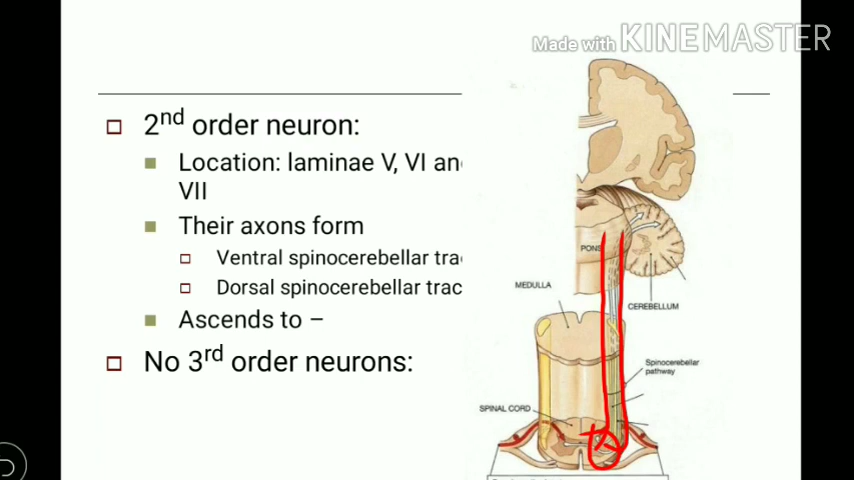 Made with KINEMASTER
2nd order neuron:
Location: laminae V, VI an
VII
Their axons form
Ventral spinocerebellar tra
Dorsal spinocerebellar trac
Ascends to –
No 3rd order neurons:
PONS
MEDULLA
CEREBELLUM
Spinocerebellar
pathway
SPINAL CORD